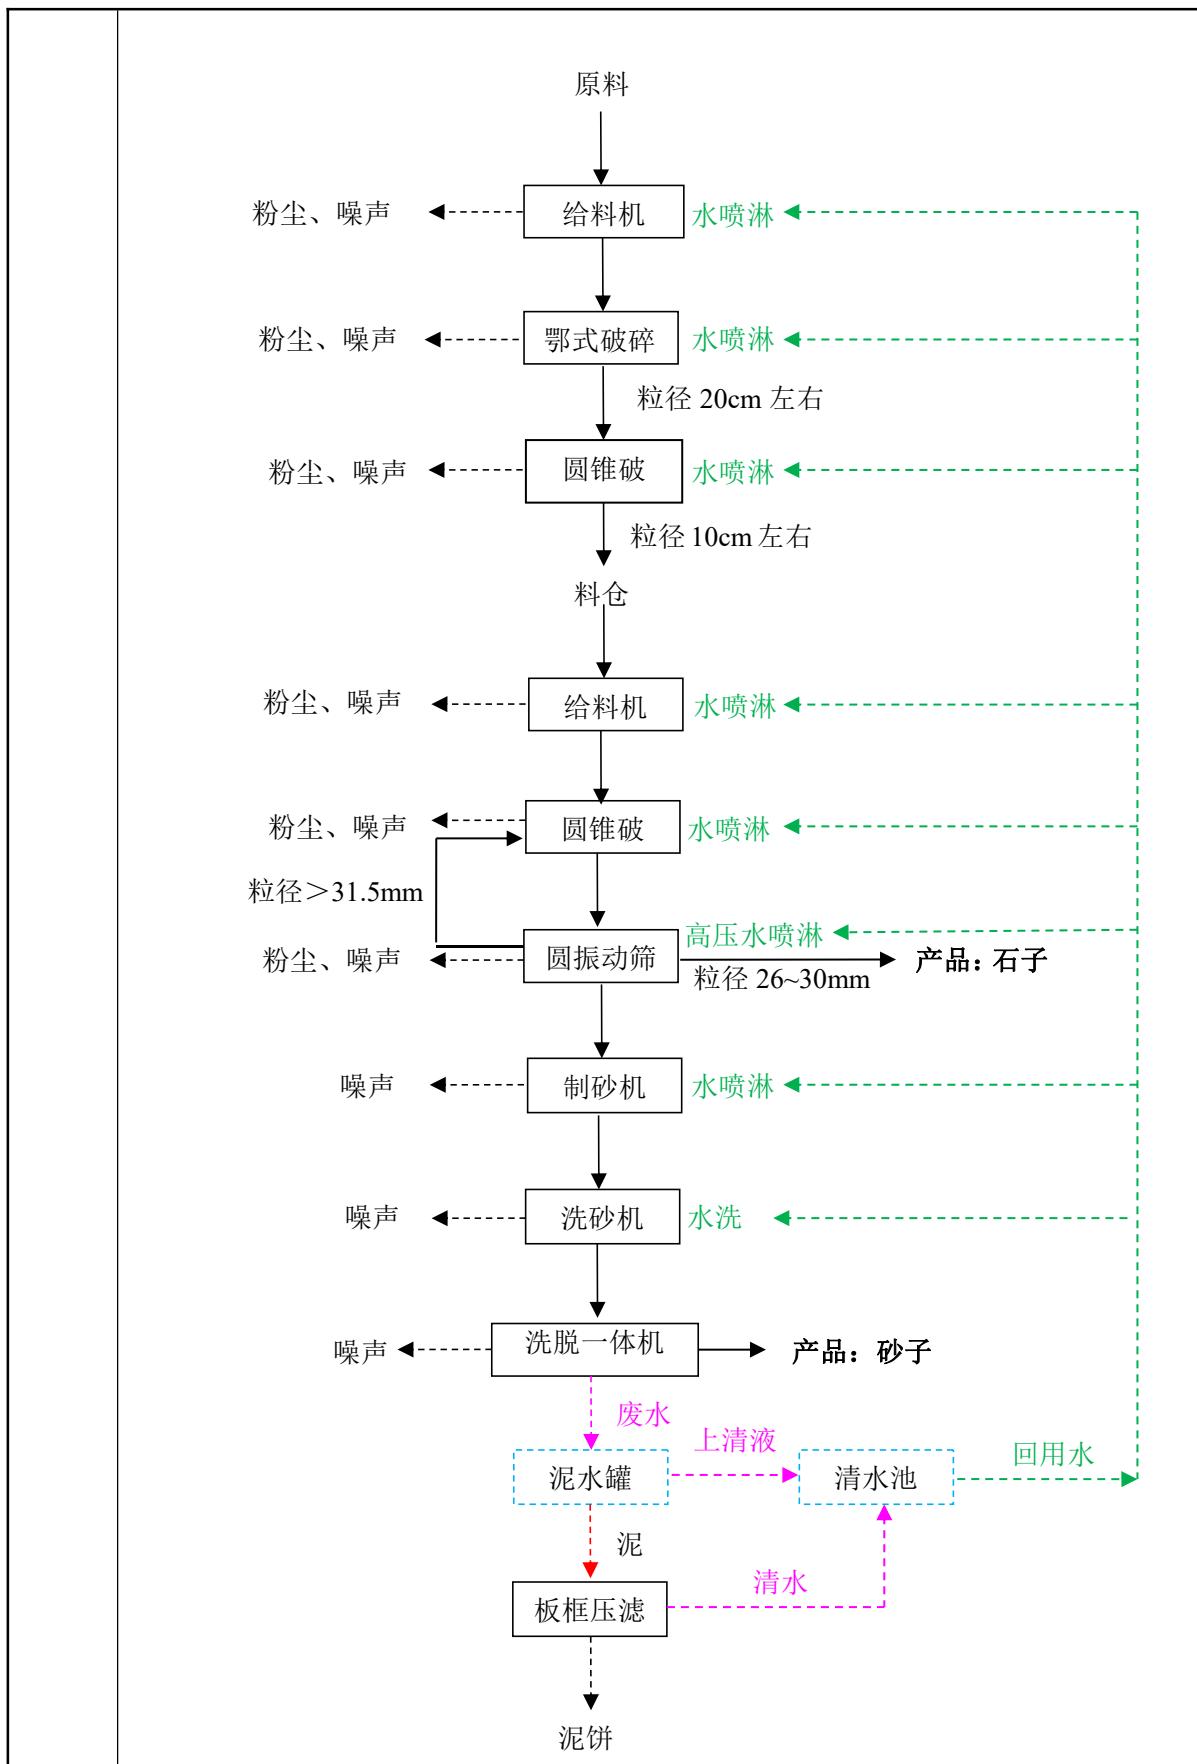 原料
粉尘、噪声 给料机 水喷淋
粉尘、噪声 鄂式破碎 水喷淋
粒径 20cm 左右
粉尘、噪声 圆锥破 水喷淋
粒径 10cm 左右
料仓
粉尘、噪声 给料机 水喷淋
粉尘、噪声 圆锥破 水喷淋
粒径＞31.5mm
高压水喷淋
粉尘、噪声 圆振动筛 产品：石子
粒径 26~30mm
噪声 制砂机 水喷淋
噪声 洗砂机 水洗
噪声 洗脱一体机 产品：砂子
废水
上清液
泥水罐 清水池 回用水
泥
清水
板框压滤
泥饼